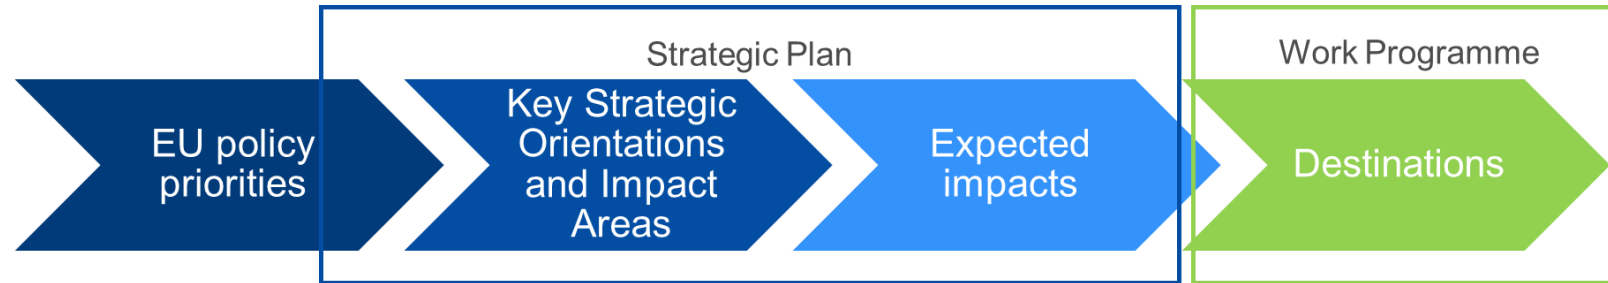 Strategic Plan
Work Programme
EU policy
priorities
Key Strategic
Orientations
and Impact
Areas
Expected
impacts
Destinations